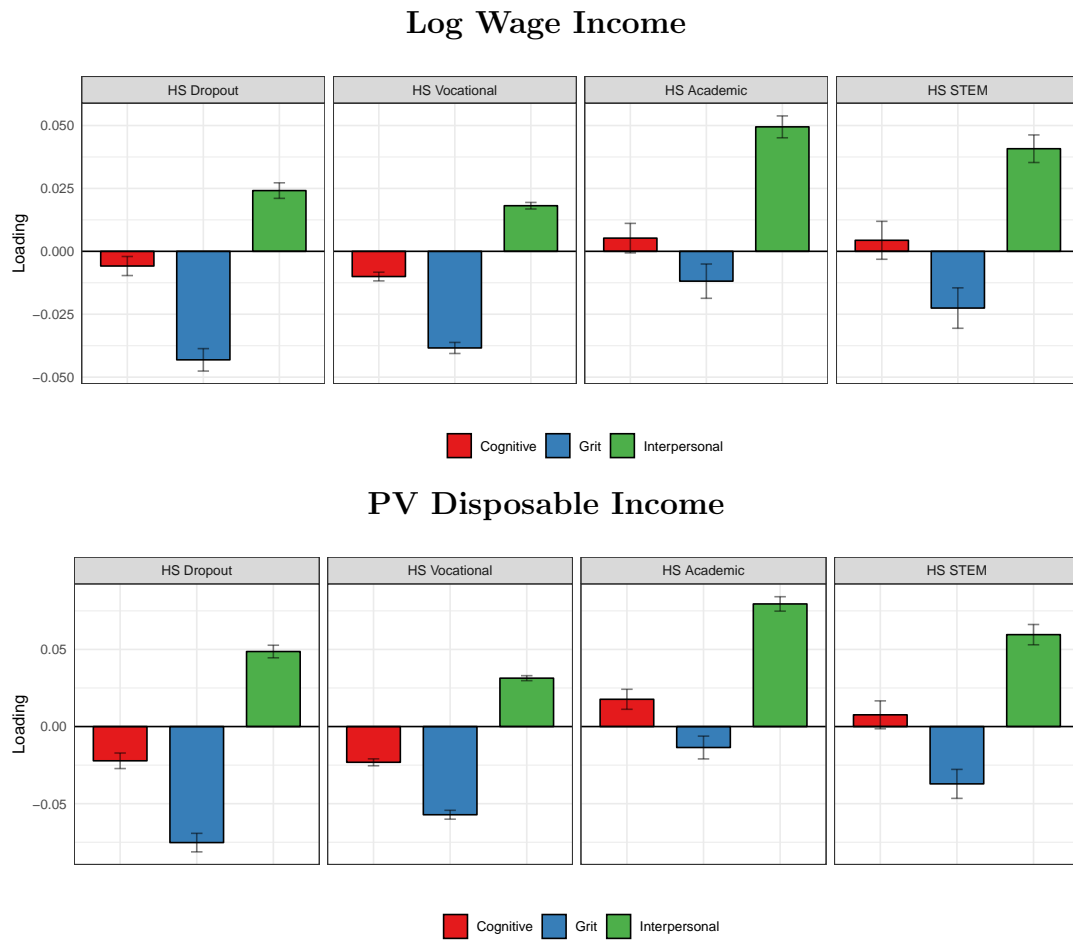 Log Wage Income
HS Dropout HS Vocational HS Academic HS STEM
0.050
0.025
0.000
−0.025
−0.050
Loading
Cognitive Grit Interpersonal
PV Disposable Income
HS Dropout HS Vocational HS Academic HS STEM
0.05
0.00
−0.05
Loading
Cognitive Grit Interpersonal